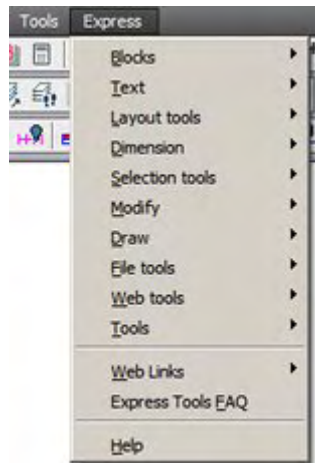 Tools Express
Blocks
Text
Layout tools
Dimension
Selection tools
Modify
Draw
File tools
Web tools
Tools
Web Links
Express Tools FAQ
Help